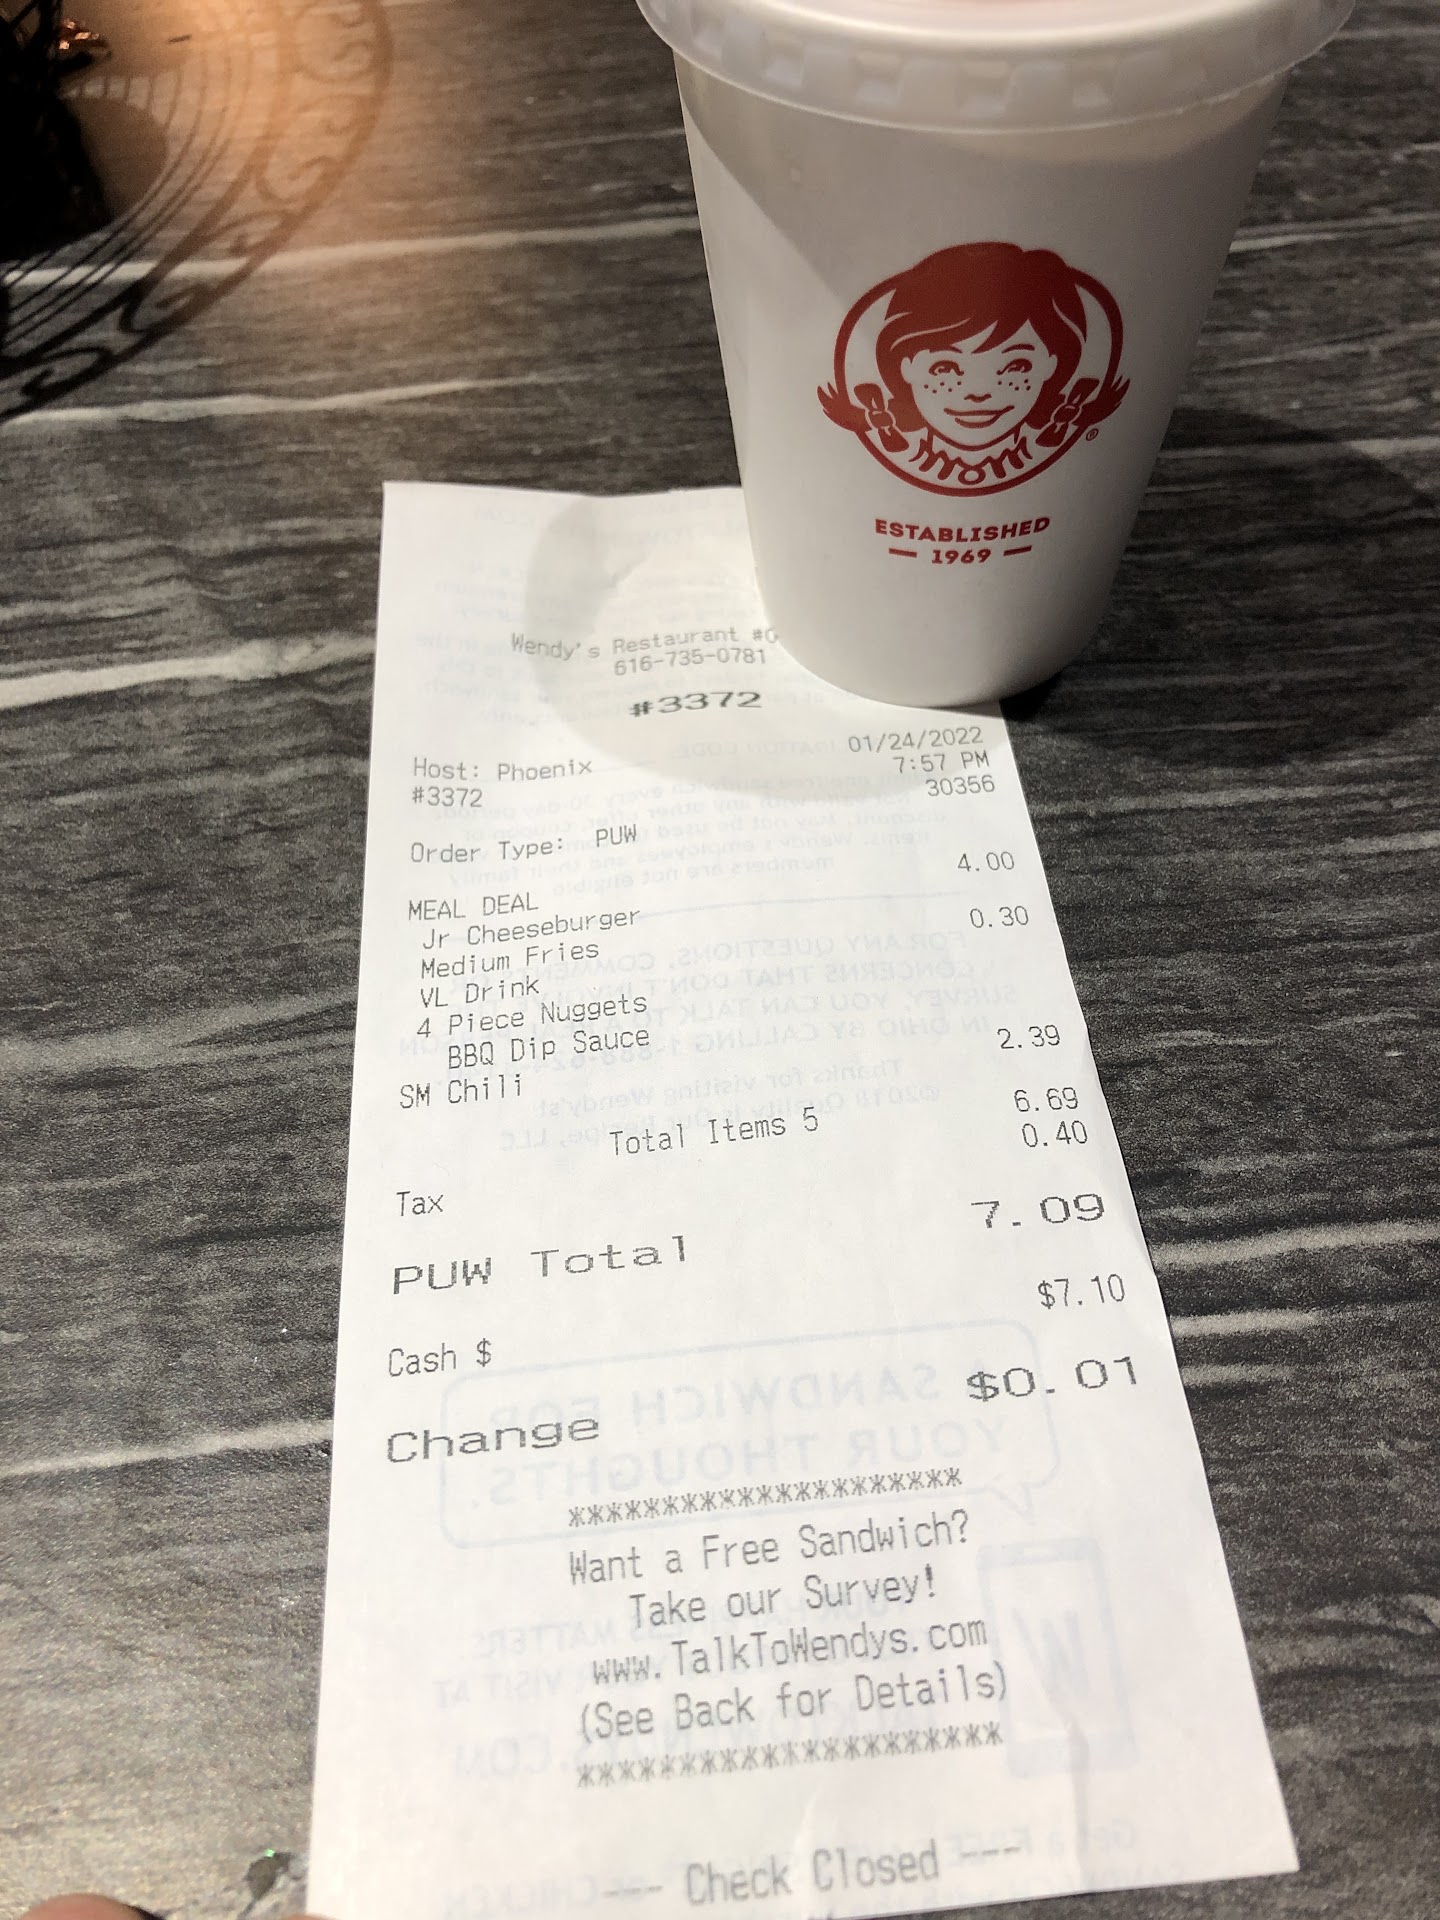 ESTABLISHED
1969
Wendy's Restaurant #0
616-735-0781
#3372
01/24/2022
Host: Phoenix 7:57 PM
#3372 30356
Order Type: PUW
MEAL DEAL 4.00
Jr Cheeseburger
Medium Fries 0.30
VL Drink
4 Piece Nuggets
BBQ Dip Sauce
SM Chili 2.39
Total Items 5 6.69
Tax 0.40
PUW Total 7.09
Cash $ $7.10
Change $0.01
*********************
Want a Free Sandwich?
Take our Survey!
www.TalkToWendys.com
(See Back for Details)
*********************
--- Check Closed ---